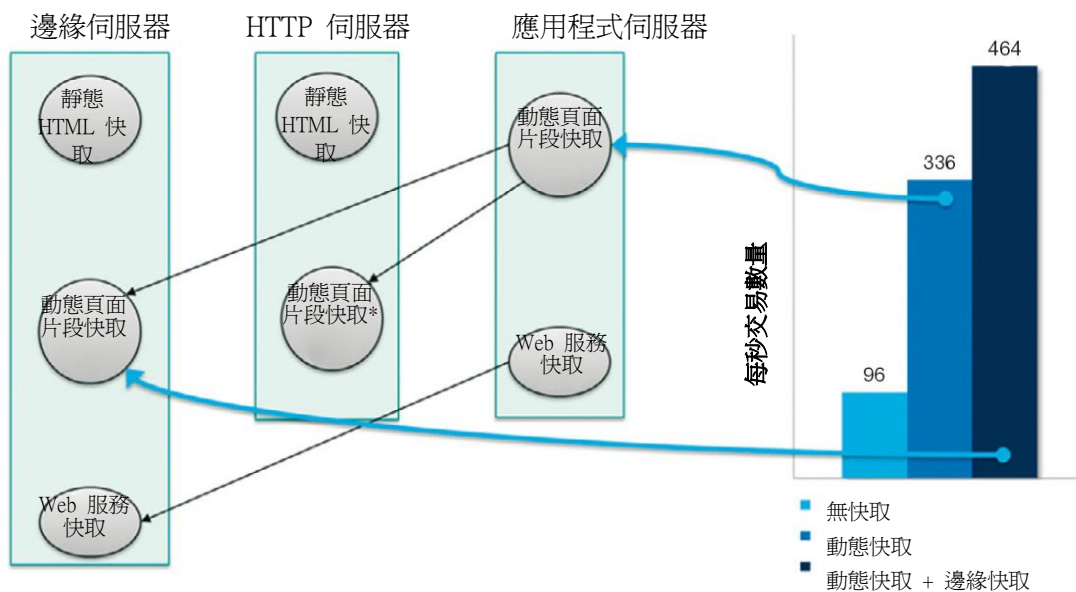 邊緣伺服器
HTTP 伺服器
應用程式伺服器
靜態
HTML 快
取
動態頁面
片段快取
Web 服務
快取
靜態
HTML 快
取
動態頁面
片段快取*
動態頁面
片段快取
Web 服務
快取
每秒交易數量
96
336
464
無快取
動態快取
動態快取 + 邊緣快取